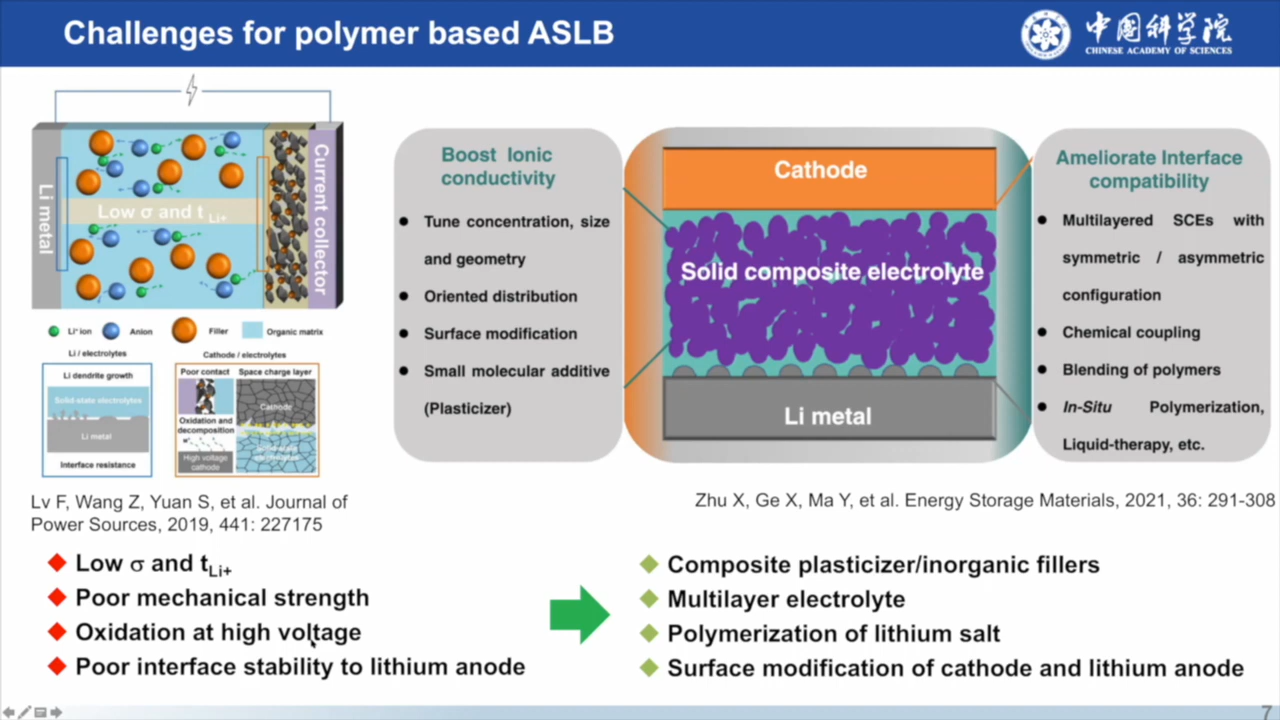 Challenges for polymer based ASLB
中国科学院
CHINESE ACADEMY OF SCIENCES
Li metal
Low σ and t Li+
Current collector
Li+ ion
Anion
Filler
Organic matrix
Li / electrolytes
Li dendrite growth
Solid-state electrolytes
Li metal
Interface resistance
Cathode / electrolytes
Poor contact
Space charge layer
Cathode
Oxidation and
decomposition
High voltage
cathode
Boost Ionic
conductivity
Tune concentration, size
and geometry
Oriented distribution
Surface modification
Small molecular additive
(Plasticizer)
Cathode
Solid composite electrolyte
Li metal
Ameliorate Interface
compatibility
Multilayered SCEs with
symmetric / asymmetric
configuration
Chemical coupling
Blending of polymers
In-Situ Polymerization,
Liquid-therapy, etc.
Lv F, Wang Z, Yuan S, et al. Journal of
Power Sources, 2019, 441: 227175
Zhu X, Ge X, Ma Y, et al. Energy Storage Materials, 2021, 36: 291-308
Low σ and tLi+
Poor mechanical strength
Oxidation at high voltage
Poor interface stability to lithium anode
Composite plasticizer/inorganic fillers
Multilayer electrolyte
Polymerization of lithium salt
Surface modification of cathode and lithium anode
7